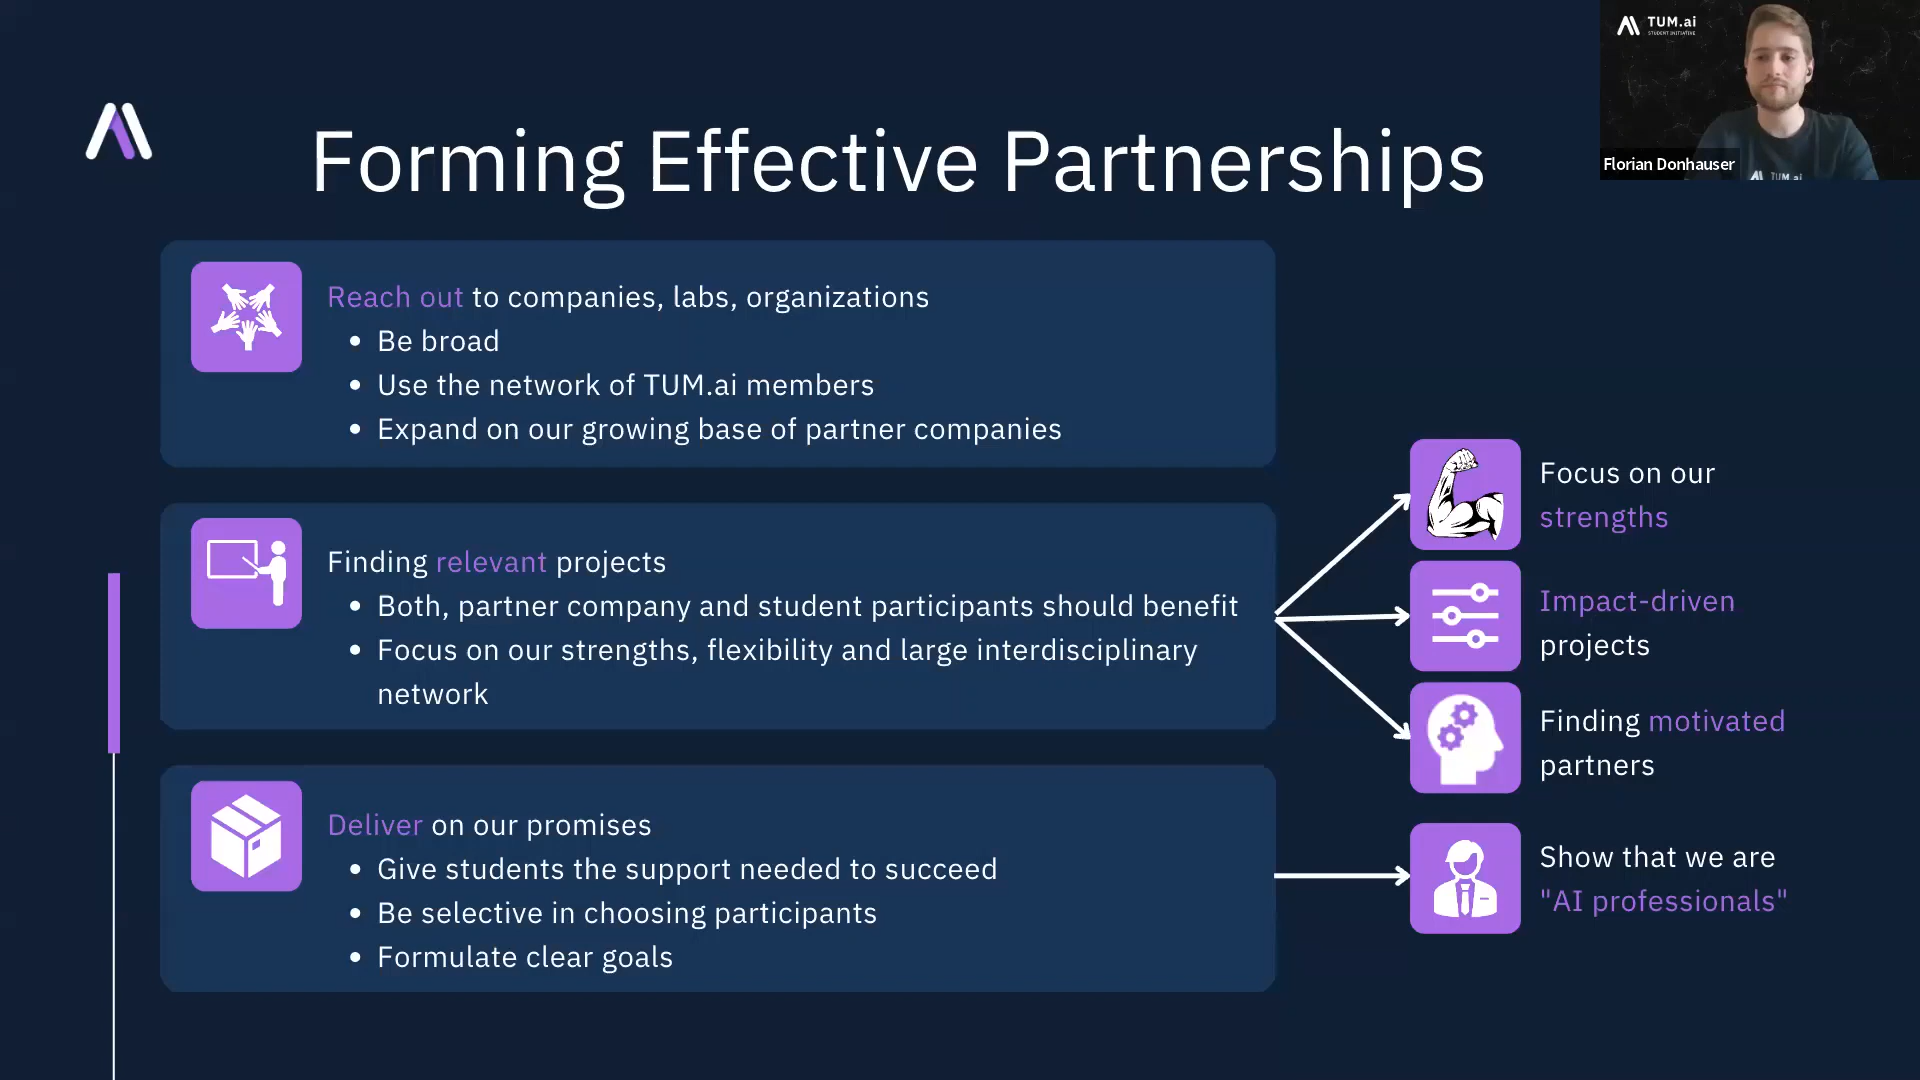 TUM.ai
STUDENT INITIATIVE
Florian Donhauser
TUM.ai
Forming Effective Partnerships
Reach out to companies, labs, organizations
• Be broad
• Use the network of TUM.ai members
• Expand on our growing base of partner companies
Finding relevant projects
• Both, partner company and student participants should benefit
• Focus on our strengths, flexibility and large interdisciplinary
network
Deliver on our promises
• Give students the support needed to succeed
• Be selective in choosing participants
• Formulate clear goals
Focus on our
strengths
Impact-driven
projects
Finding motivated
partners
Show that we are
"AI professionals"